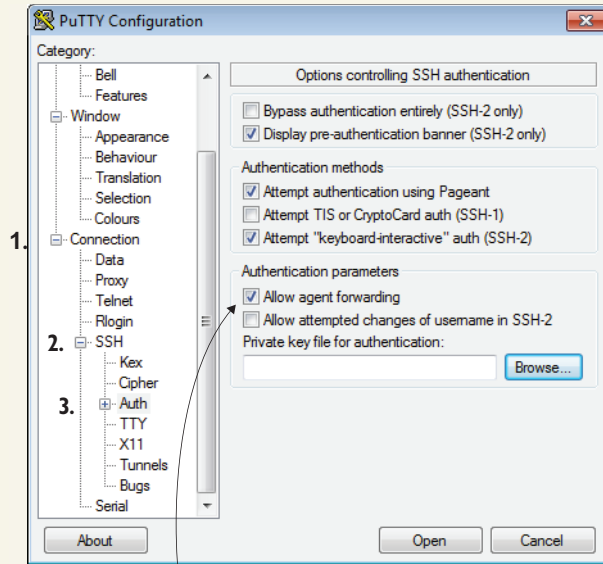 PuTTY Configuration
Category:
Bell
Features
Window
Appearance
Behaviour
Translation
Selection
Colours
1. Connection
Data
Proxy
Telnet
Rlogin
2. SSH
Kex
Cipher
3. Auth
TTY
X11
Tunnels
Bugs
Serial
Options controlling SSH authentication
Bypass authentication entirely (SSH-2 only)
Display pre-authentication banner (SSH-2 only)
Authentication methods
Attempt authentication using Pageant
Attempt TIS or CryptoCard auth (SSH-1)
Attempt "keyboard-interactive" auth (SSH-2)
Authentication parameters
Allow agent forwarding
Allow attempted changes of username in SSH-2
Private key file for authentication:
Browse...
About
Open
Cancel